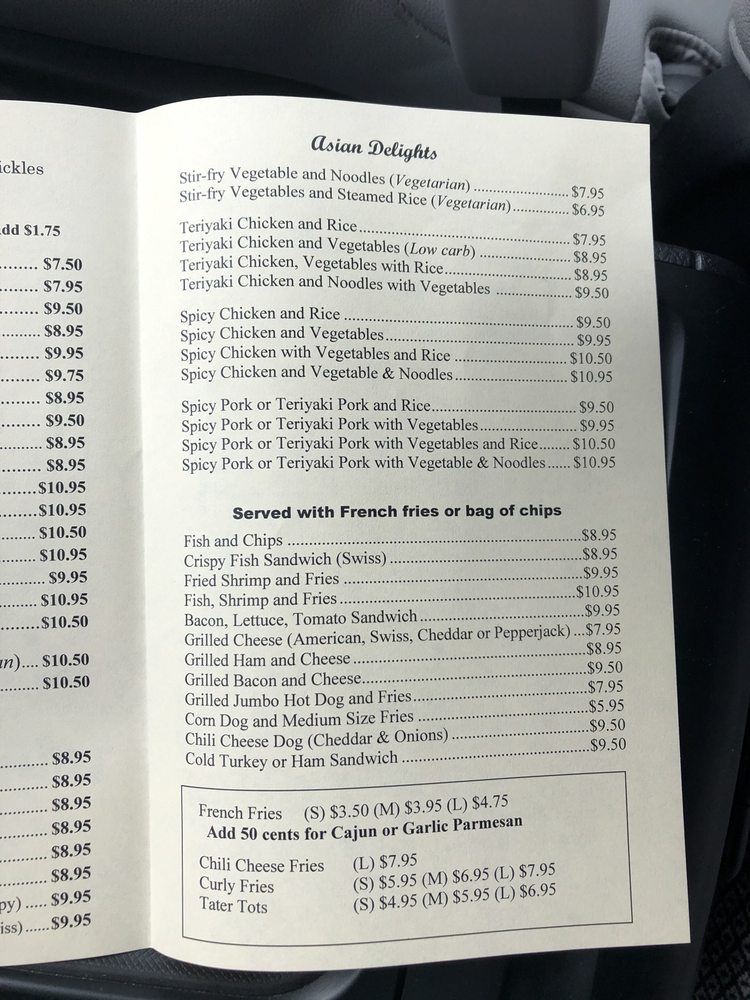 ickles
dd $1.75
........ $7.50
........ $7.95
........ $9.50
........ $8.95
........ $9.95
........ $9.75
........ $8.95
........ $9.50
........ $8.95
........ $8.95
........$10.95
........$10.95
........ $10.50
........ $10.95
........ $9.95
........ $10.95
........$10.50
an).... $10.50
........ $10.50
........ $8.95
........ $8.95
........ $8.95
........ $8.95
........ $8.95
........ $8.95
py) ..... $9.95
iss)......$9.95
Asian Delights
Stir-fry Vegetable and Noodles (Vegetarian) ............................ $7.95
Stir-fry Vegetables and Steamed Rice (Vegetarian)................... $6.95
Teriyaki Chicken and Rice.................................................. $7.95
Teriyaki Chicken and Vegetables (Low carb) ........................ $8.95
Teriyaki Chicken, Vegetables with Rice................................ $8.95
Teriyaki Chicken and Noodles with Vegetables .................... $9.50
Spicy Chicken and Rice ...................................................... $9.50
Spicy Chicken and Vegetables............................................. $9.95
Spicy Chicken with Vegetables and Rice ........................... $10.50
Spicy Chicken and Vegetable & Noodles........................... $10.95
Spicy Pork or Teriyaki Pork and Rice.................................. $9.50
Spicy Pork or Teriyaki Pork with Vegetables....................... $9.95
Spicy Pork or Teriyaki Pork with Vegetables and Rice....... $10.50
Spicy Pork or Teriyaki Pork with Vegetable & Noodles ...... $10.95
Served with French fries or bag of chips
Fish and Chips .................................................................$8.95
Crispy Fish Sandwich (Swiss) ...........................................$8.95
Fried Shrimp and Fries .....................................................$9.95
Fish, Shrimp and Fries.....................................................$10.95
Bacon, Lettuce, Tomato Sandwich .....................................$9.95
Grilled Cheese (American, Swiss, Cheddar or Pepperjack) ...$7.95
Grilled Ham and Cheese ...................................................$8.95
Grilled Bacon and Cheese.................................................$9.50
Grilled Jumbo Hot Dog and Fries.......................................$7.95
Corn Dog and Medium Size Fries ......................................$5.95
Chili Cheese Dog (Cheddar & Onions) ...............................$9.50
Cold Turkey or Ham Sandwich ..........................................$9.50
French Fries (S) $3.50 (M) $3.95 (L) $4.75
Add 50 cents for Cajun or Garlic Parmesan
Chili Cheese Fries (L) $7.95
Curly Fries (S) $5.95 (M) $6.95 (L) $7.95
Tater Tots (S) $4.95 (M) $5.95 (L) $6.95